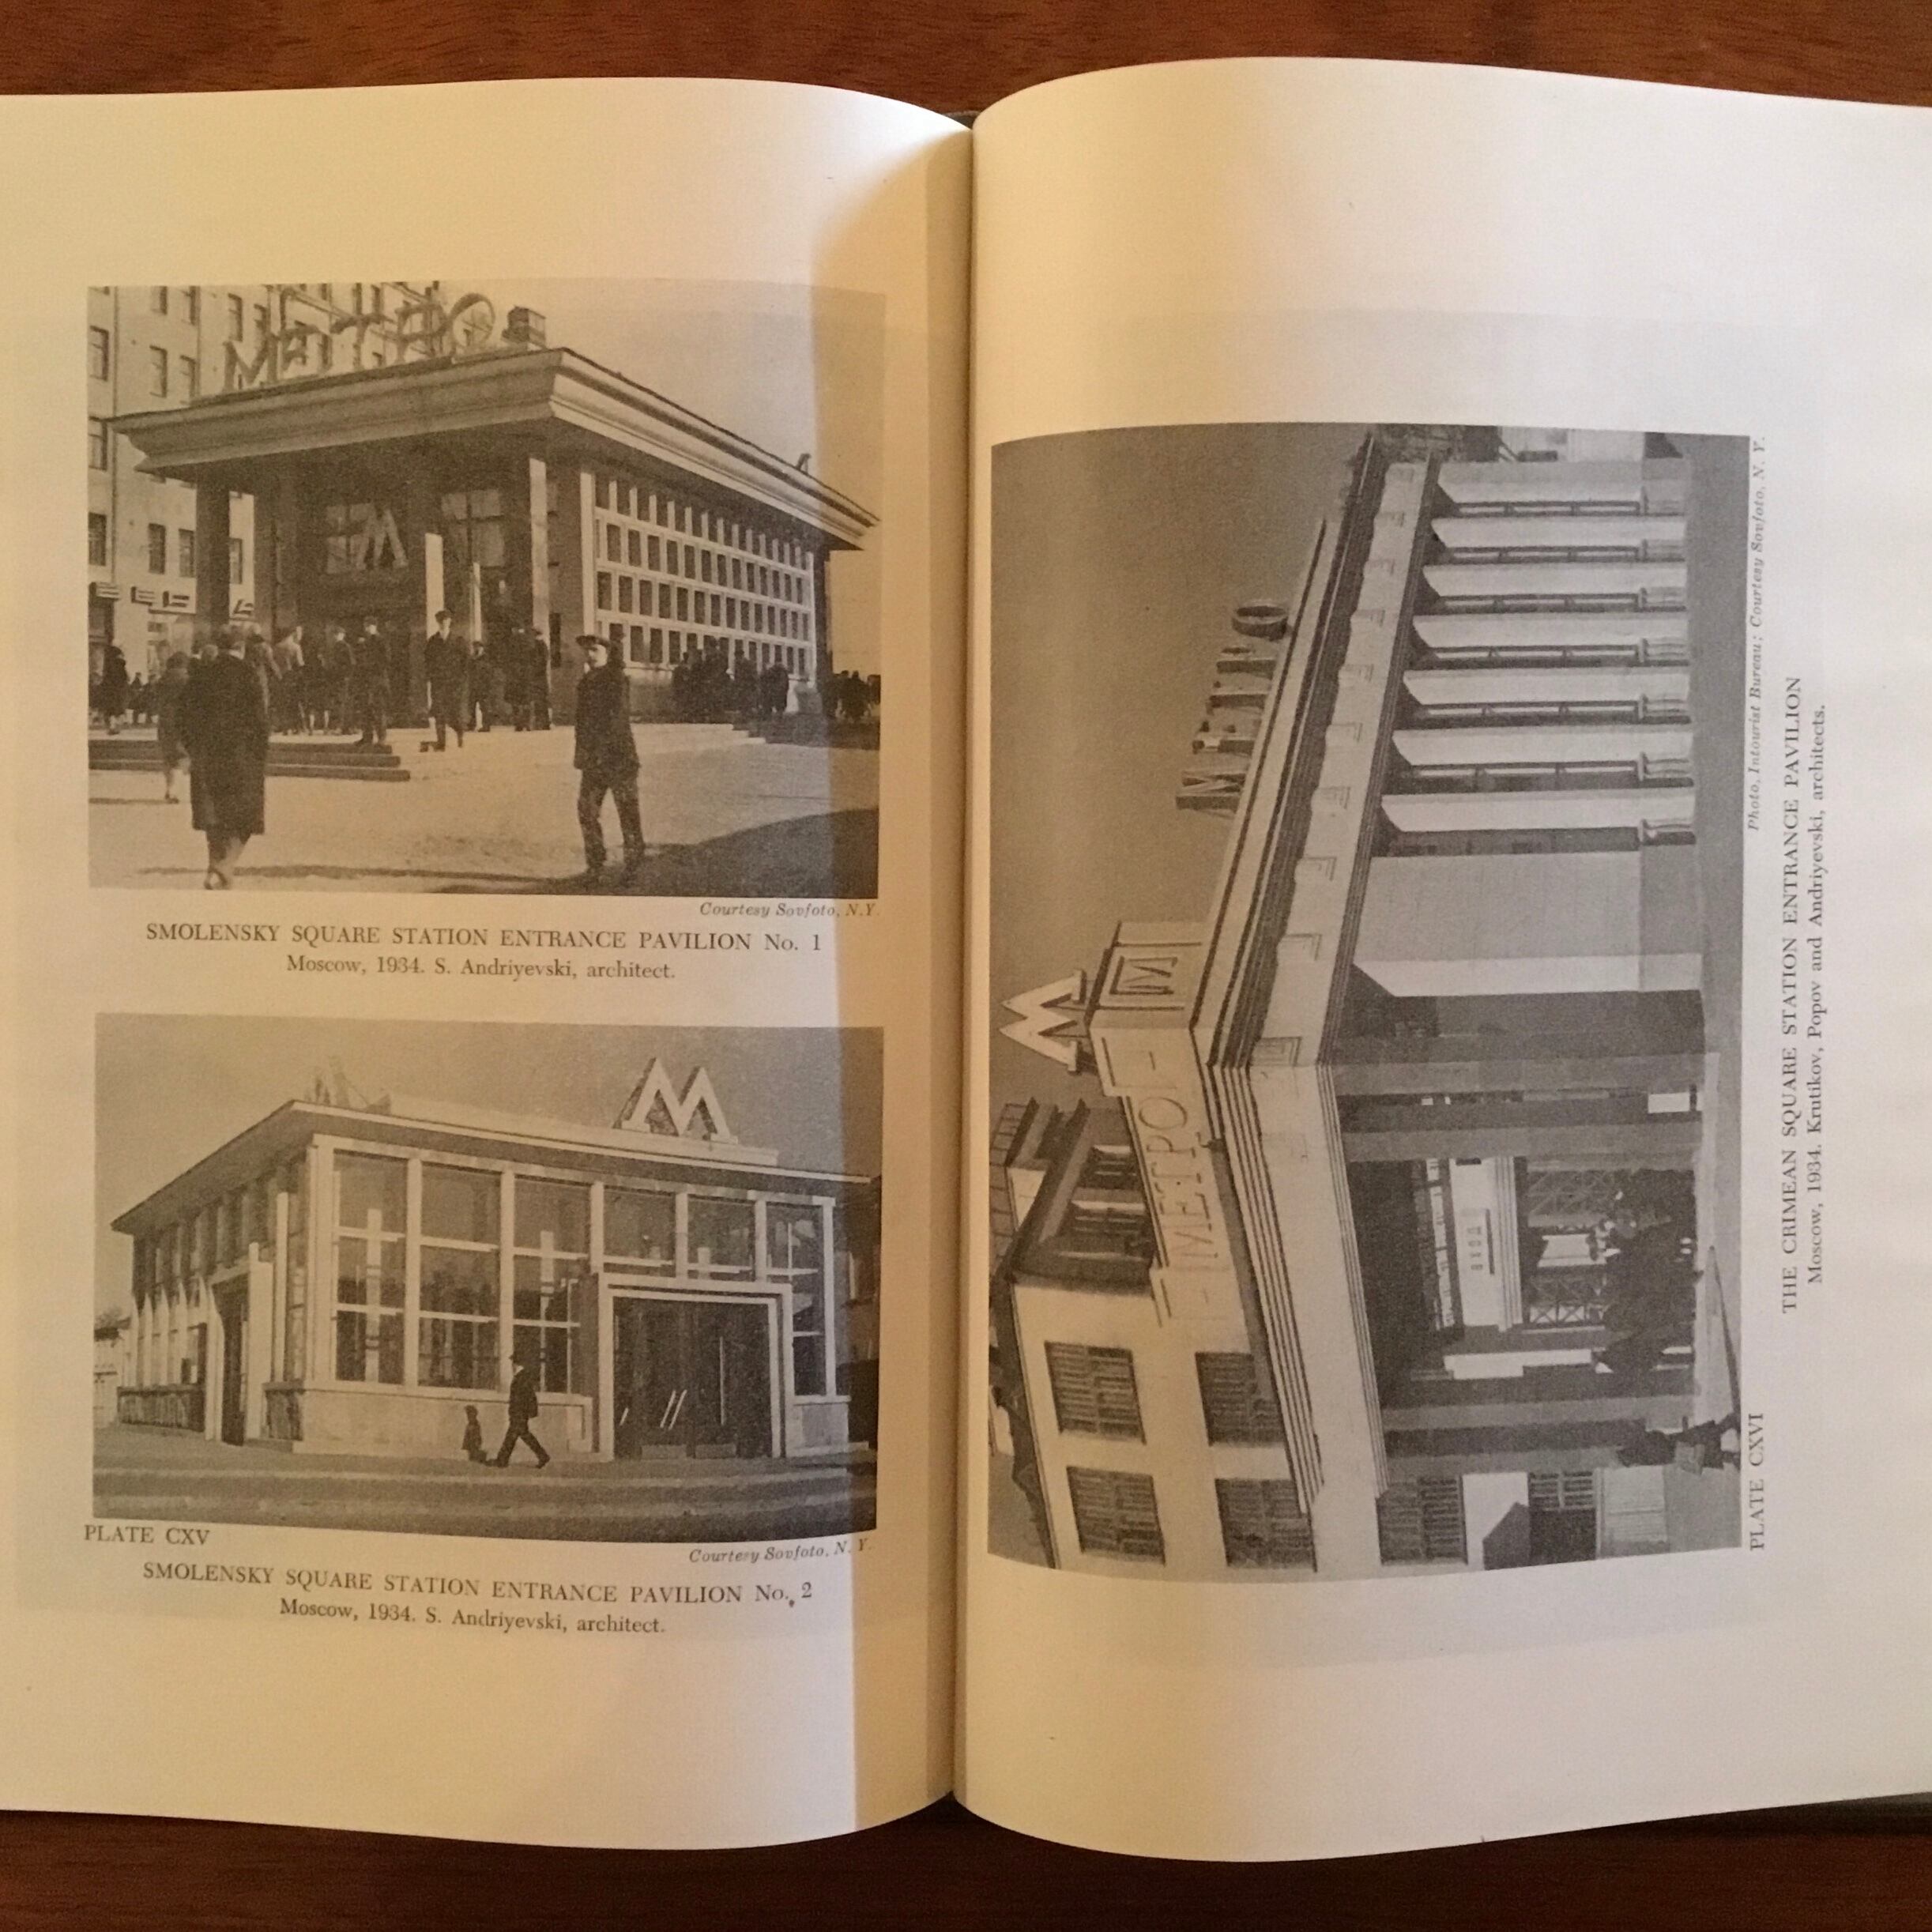 МЕТРО
М
Courtesy Sovfoto, N.Y.
SMOLENSKY SQUARE STATION ENTRANCE PAVILION No. 1
Moscow, 1934. S. Andriyevski, architect.
М
PLATE CXV
Courtesy Sovfoto, N. Y.
SMOLENSKY SQUARE STATION ENTRANCE PAVILION No. 2
Moscow, 1934. S. Andriyevski, architect.
М
М
МЕТРО
МЕТРО
Photo, Intourist Bureau; Courtesy Sovfoto, N. Y.
PLATE CXVI
THE CRIMEAN SQUARE STATION ENTRANCE PAVILION
Moscow, 1934. Krutikov, Popov and Andriyevski, architects.